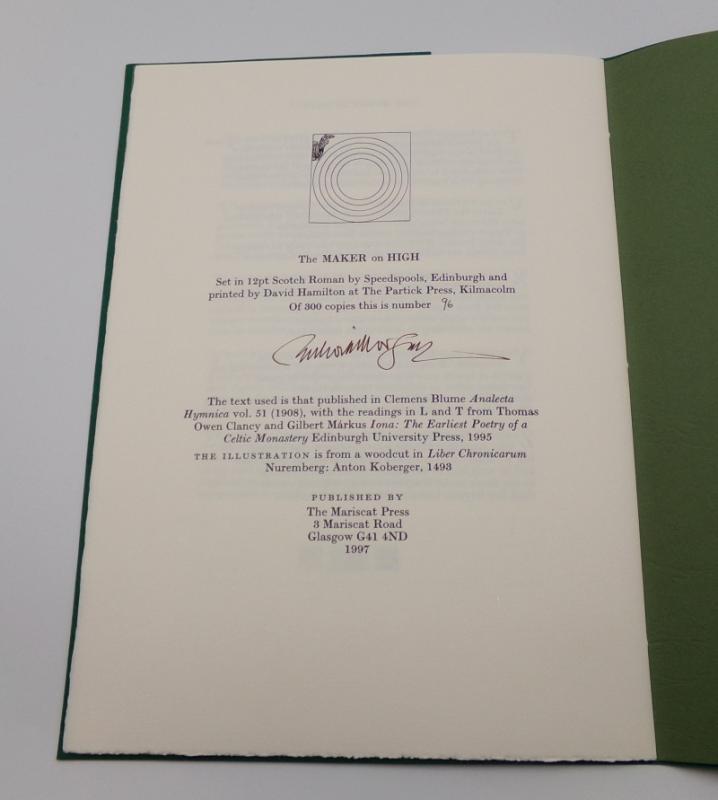 The MAKER on HIGH
Set in 12pt Scotch Roman by Speedspools, Edinburgh and
printed by David Hamilton at The Partick Press, Kilmacolm
Of 300 copies this is number 96
The text used is that published in Clemens Blume Analecta
Hymnica vol. 51 (1908), with the readings in L and T from Thomas
Owen Clancy and Gilbert Márkus Iona: The Earliest Poetry of a
Celtic Monastery Edinburgh University Press, 1995
THE ILLUSTRATION is from a woodcut in Liber Chronicarum
Nuremberg: Anton Koberger, 1493
PUBLISHED BY
The Mariscat Press
3 Mariscat Road
Glasgow G41 4ND
1997